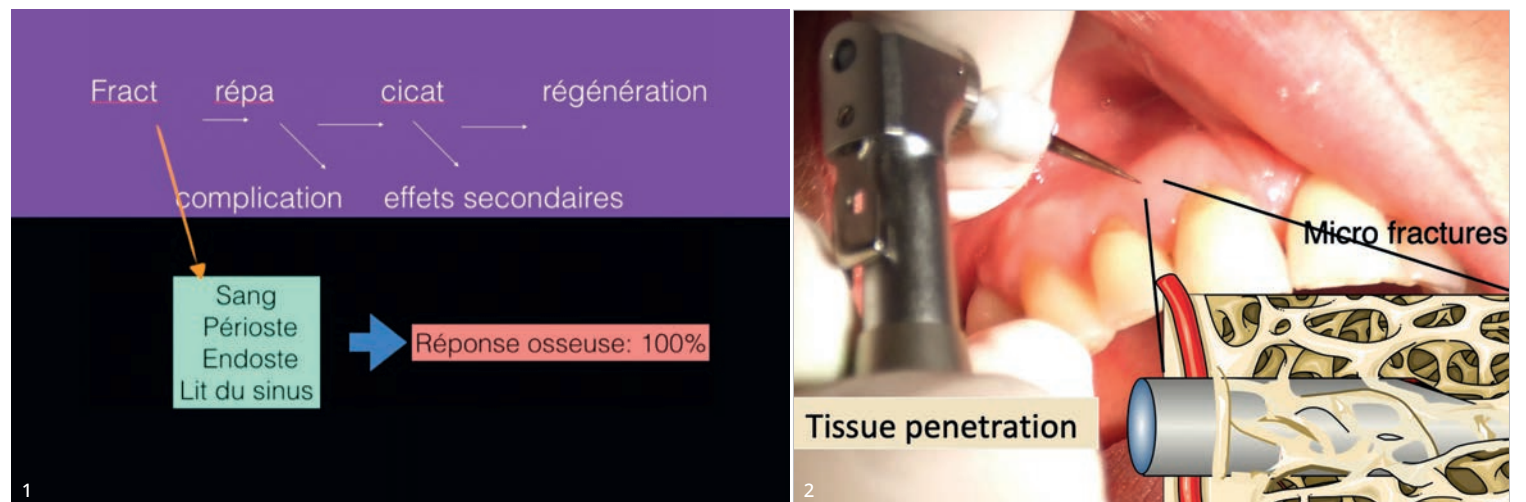 Fract répa cicat régénération
complication effets secondaires
Sang
Périoste
Endoste
Lit du sinus
Réponse osseuse: 100%
1
Micro fractures
Tissue penetration
2